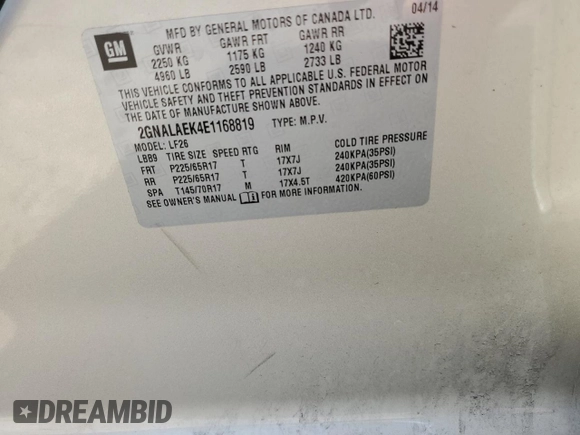 GM
MFD BY GENERAL MOTORS OF CANADA LTD. 04/14
GVWR GAWR FRT GAWR RR
2250 KG 1175 KG 1240 KG
4960 LB 2590 LB 2733 LB
THIS VEHICLE CONFORMS TO ALL APPLICABLE U.S. FEDERAL MOTOR
VEHICLE SAFETY AND THEFT PREVENTION STANDARDS IN EFFECT ON
THE DATE OF MANUFACTURE SHOWN ABOVE.
2GNALAEK4E1168819 TYPE: M.P.V.
MODEL: LF26
LBB9 TIRE SIZE SPEED RTG RIM COLD TIRE PRESSURE
FRT P225/65R17 T 17X7J 240KPA(35PSI)
RR P225/65R17 T 17X7J 240KPA(35PSI)
SPA T145/70R17 M 17X4.5T 420KPA(60PSI)
SEE OWNER'S MANUAL FOR MORE INFORMATION.
DREAMBID